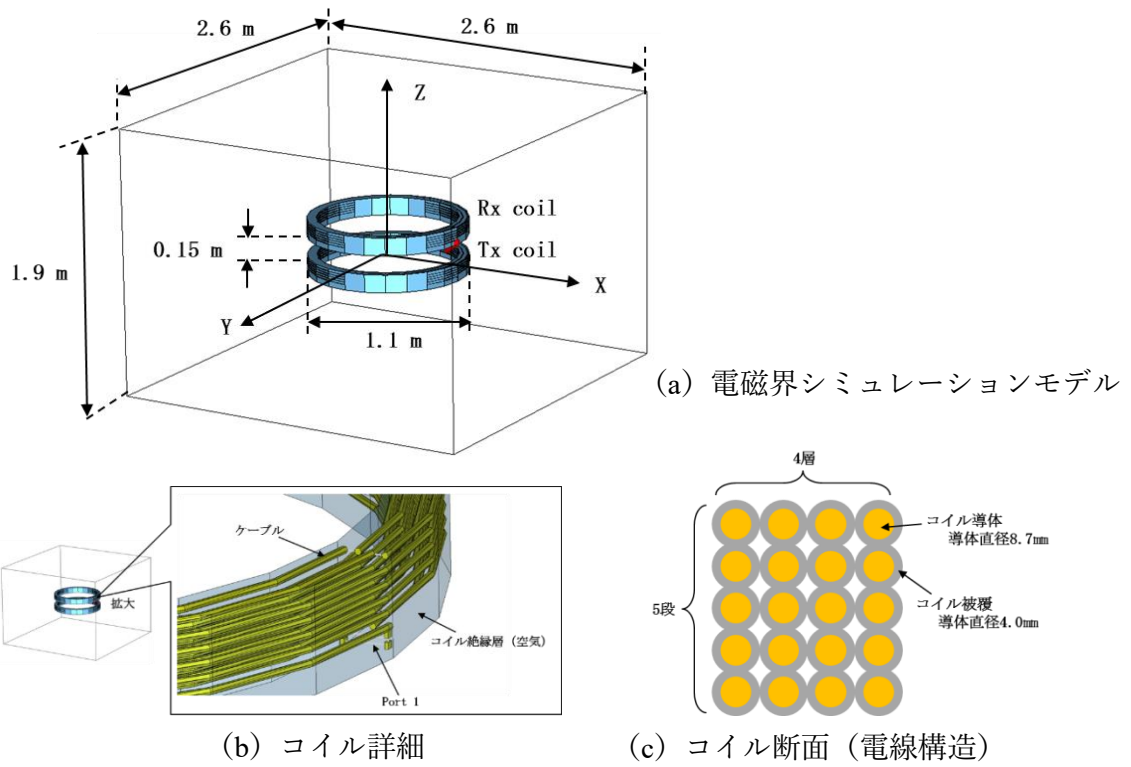 2.6 m
2.6 m
Z
Rx coil
0.15 m
Tx coil
1.9 m
X
Y
1.1 m
(a) 電磁界シミュレーションモデル
拡大
ケーブル
コイル絶縁層(空気)
Port 1
(b) コイル詳細
4層
5段
コイル導体
導体直径8.7mm
コイル被覆
導体直径4.0mm
(c) コイル断面(電線構造)